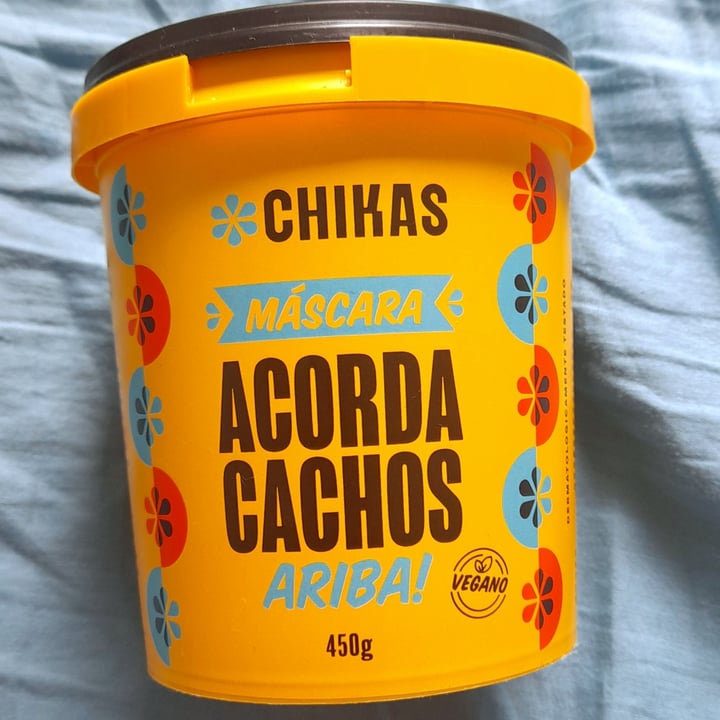 CHIKAS
MÁSCARA
ACORDA
CACHOS
ARIBA!
VEGANO
450g
DERMATOLOGICAMENTE TESTADO